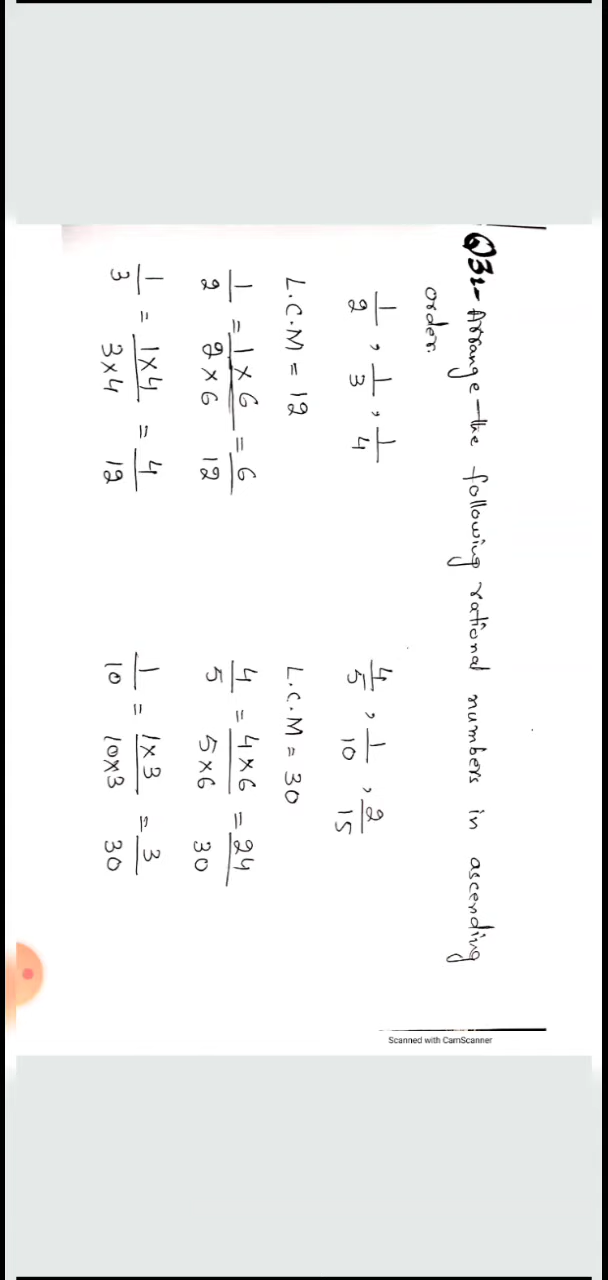 Q3:- Arrange the following rational numbers in ascending
order.
1/2, 1/3, 1/4
4/5, 1/10, 2/15
L.C.M = 12
L.C.M = 30
1/2 = 1×6/2×6 = 6/12
4/5 = 4×6/5×6 = 24/30
1/3 = 1×4/3×4 = 4/12
1/10 = 1×3/10×3 = 3/30
Scanned with CamScanner